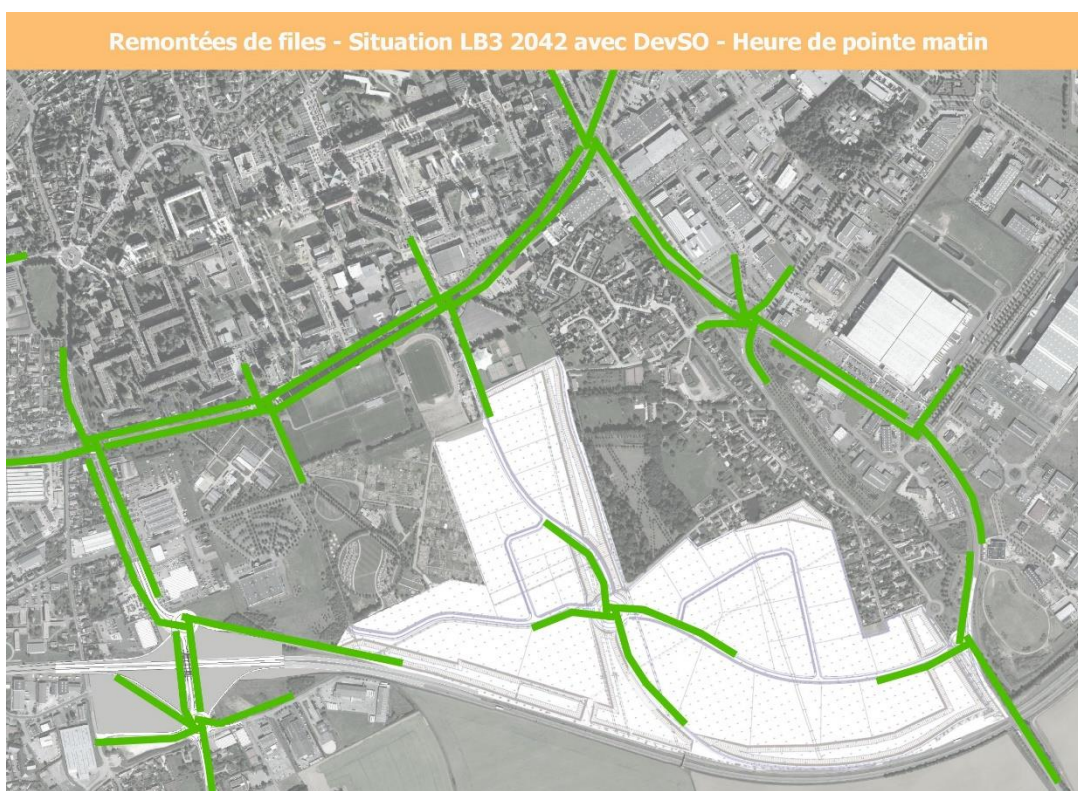 Remontées de files - Situation LB3 2042 avec DevSO - Heure de pointe matin